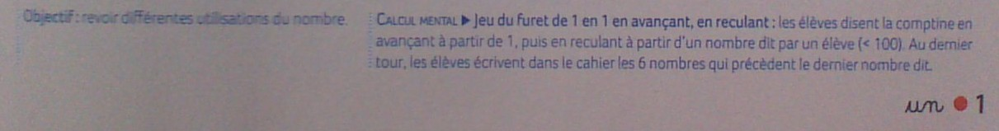 Objectif : revoir différentes utilisations du nombre.
CALCUL MENTAL ▶ Jeu du furet de 1 en 1 en avançant, en reculant : les élèves disent la comptine en
avançant à partir de 1, puis en reculant à partir d'un nombre dit par un élève (< 100). Au dernier
tour, les élèves écrivent dans le cahier les 6 nombres qui précèdent le dernier nombre dit.
un ● 1